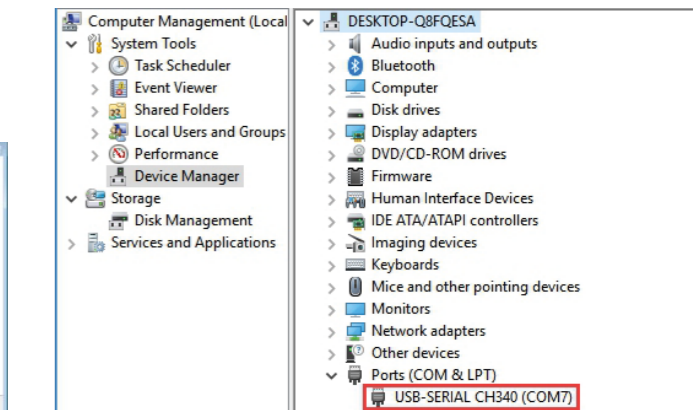 Computer Management (Local
System Tools
Task Scheduler
Event Viewer
Shared Folders
Local Users and Groups
Performance
Device Manager
Storage
Disk Management
Services and Applications
DESKTOP-Q8FQESA
Audio inputs and outputs
Bluetooth
Computer
Disk drives
Display adapters
DVD/CD-ROM drives
Firmware
Human Interface Devices
IDE ATA/ATAPI controllers
Imaging devices
Keyboards
Mice and other pointing devices
Monitors
Network adapters
Other devices
Ports (COM & LPT)
USB-SERIAL CH340 (COM7)